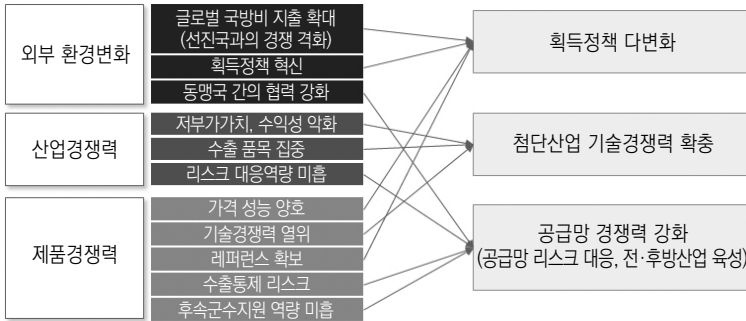 외부 환경변화
글로벌 국방비 지출 확대
(선진국과의 경쟁 격화)
획득정책 혁신
동맹국 간의 협력 강화
산업경쟁력
저부가가치, 수익성 악화
수출 품목 집중
리스크 대응역량 미흡
제품경쟁력
가격 성능 양호
기술경쟁력 열위
레퍼런스 확보
수출통제 리스크
후속군수지원 역량 미흡
획득정책 다변화
첨단산업 기술경쟁력 확충
공급망 경쟁력 강화
(공급망 리스크 대응, 전·후방산업 육성)